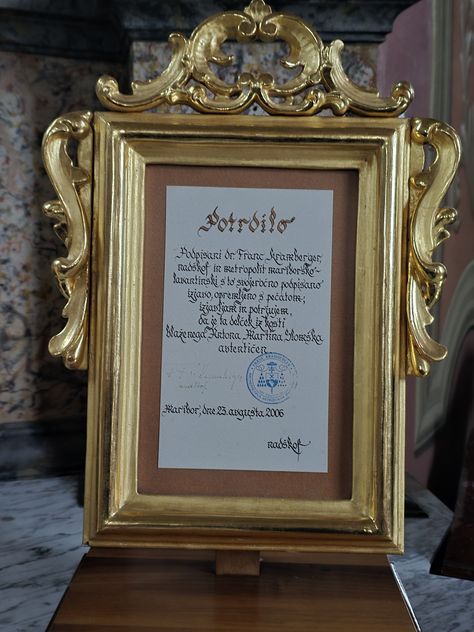 Potrdilo
Podpisani dr. Franc Kramberger,
nadškof in metropolit mariborsko-
lavantinski s to svojeročno podpisano
izjavo, opremljeno s pečatom;
izjavljam in potrjujem,
da je ta delček iz kosti
blaženega Antona Martina Slomška
avtentičen.
Maribor, dne 23. avgusta 2006
nadškof